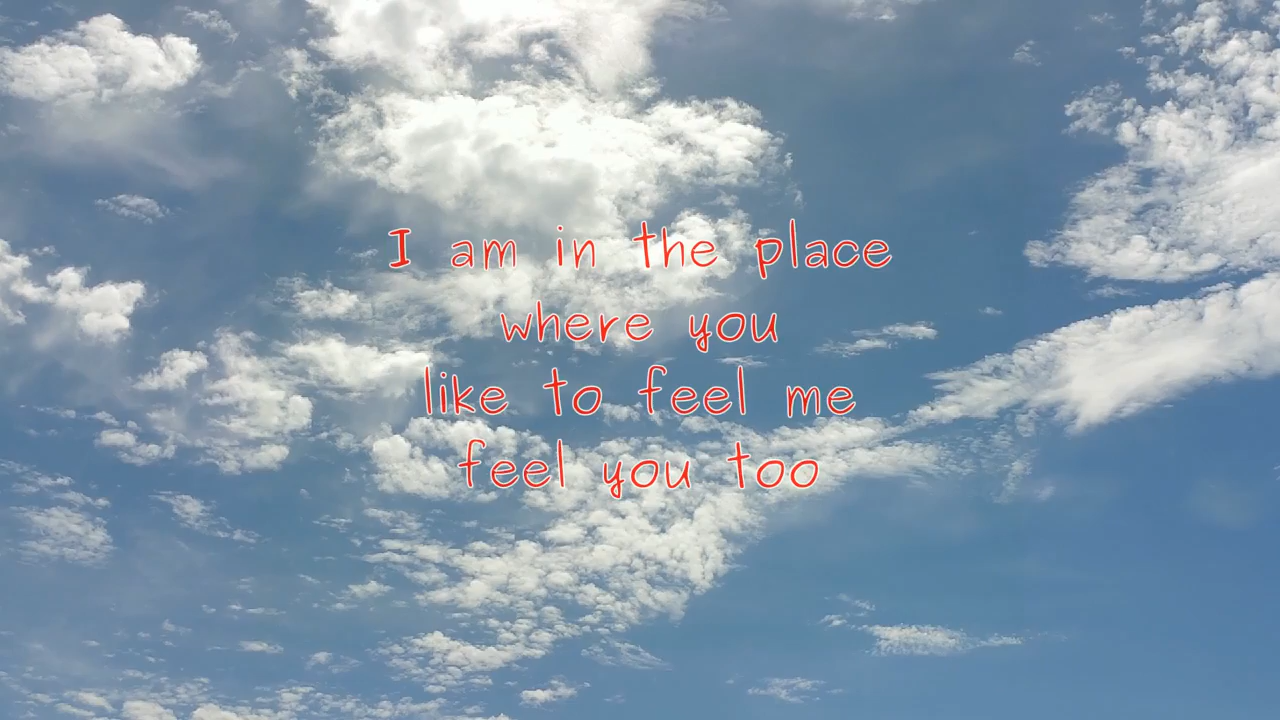 I am in the place
where you
like to feel me
feel you too